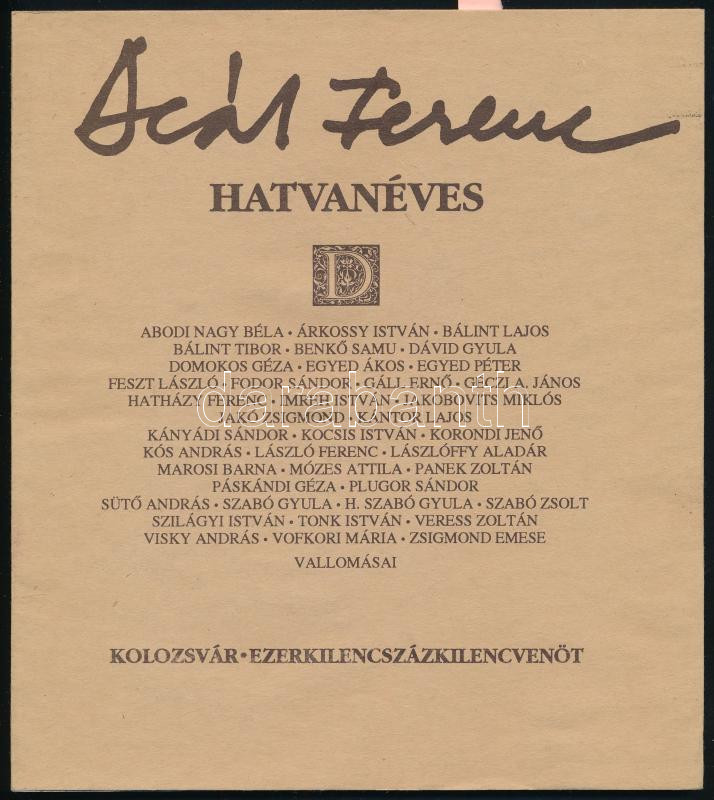 Deák Ferenc
HATVANÉVES
D
ABODI NAGY BÉLA • ÁRKOSSY ISTVÁN • BÁLINT LAJOS
BÁLINT TIBOR • BENKŐ SAMU • DÁVID GYULA
DOMOKOS GÉZA • EGYED ÁKOS • EGYED PÉTER
FESZT LÁSZLÓ • FODOR SÁNDOR • GÁLL ERNŐ • GÉCZI A. JÁNOS
HATHÁZY FERENC • IMREH ISTVÁN • JAKOBOVITS MIKLÓS
JAKÓ ZSIGMOND • KÁNTOR LAJOS
KÁNYÁDI SÁNDOR • KOCSIS ISTVÁN • KORONDI JENŐ
KÓS ANDRÁS • LÁSZLÓ FERENC • LÁSZLÓFFY ALADÁR
MAROSI BARNA • MÓZES ATTILA • PANEK ZOLTÁN
PÁSKÁNDI GÉZA • PLUGOR SÁNDOR
SÜTŐ ANDRÁS • SZABÓ GYULA • H. SZABÓ GYULA • SZABÓ ZSOLT
SZILÁGYI ISTVÁN • TONK ISTVÁN • VERESS ZOLTÁN
VISKY ANDRÁS • VOFKORI MÁRIA • ZSIGMOND EMESE
VALLOMÁSAI
KOLOZSVÁR • EZERKILENCSZÁZKILENCVENÖT
darabanth